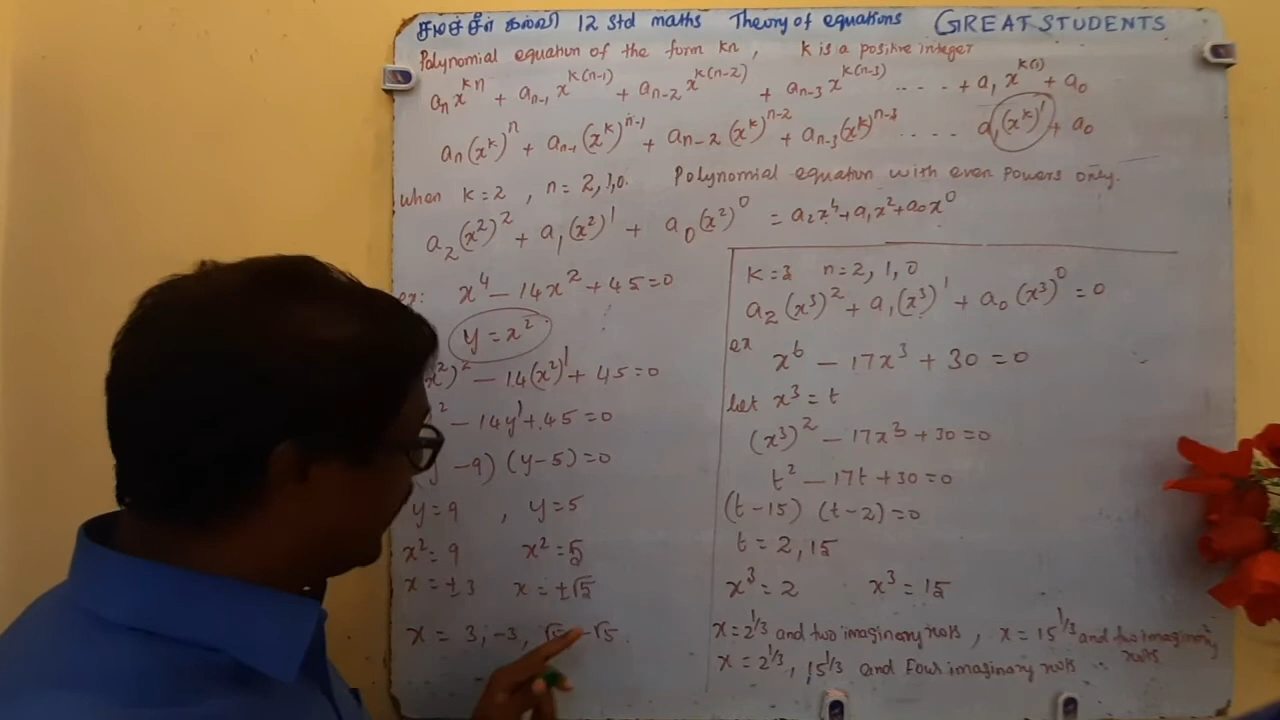 சமச்சீர் கல்வி 12 std maths Theory of equations GREAT STUDENTS
Polynomial equation of the form kn, k is a positive integer
aₙx^kn + aₙ₋₁x^k(n-1) + aₙ₋₂x^k(n-2) + aₙ₋₃x^k(n-3) .... + a₁x^k(1) + a₀
aₙ(x^k)^n + aₙ₋₁(x^k)^n-1 + aₙ₋₂(x^k)^n-2 + aₙ₋₃(x^k)^n-3 .... a₁(x^k)¹ + a₀
when k=2, n=2,1,0. Polynomial equation with even powers only.
a₂(x²)² + a₁(x²)¹ + a₀(x²)⁰ = a₂x⁴+a₁x²+a₀x⁰
ex: x⁴ - 14x² + 45=0
y=x²
x²)² - 14(x²)¹ + 45=0
² - 14y¹+45=0
-9) (y-5)=0
y=9, y=5
x²=9 x²=5
x=±3 x=±√5
x = 3, -3, -√5.
k=3 n=2, 1, 0
a₂(x³)² + a₁(x³)¹ + a₀(x³)⁰ = 0
ex x⁶ - 17x³ + 30 = 0
let x³ = t
(x³)² - 17x³ + 30 = 0
t² - 17t + 30 = 0
(t-15) (t-2) = 0
t = 2, 15
x³ = 2 x³ = 15
x = 2^1/3 and two imaginary roots, x = 15^1/3 and two imaginary roots
x = 2^1/3, 15^1/3 and Four imaginary roots